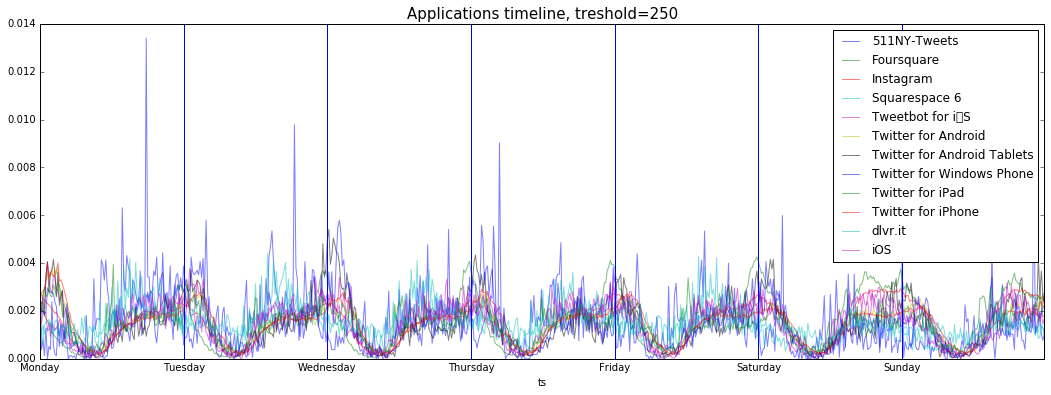 Applications timeline, treshold=250
0.014
0.012
0.010
0.008
0.006
0.004
0.002
0.000
511NY-Tweets
Foursquare
Instagram
Squarespace 6
Tweetbot for i▯S
Twitter for Android
Twitter for Android Tablets
Twitter for Windows Phone
Twitter for iPad
Twitter for iPhone
dlvr.it
iOS
Monday Tuesday Wednesday Thursday Friday Saturday Sunday
ts